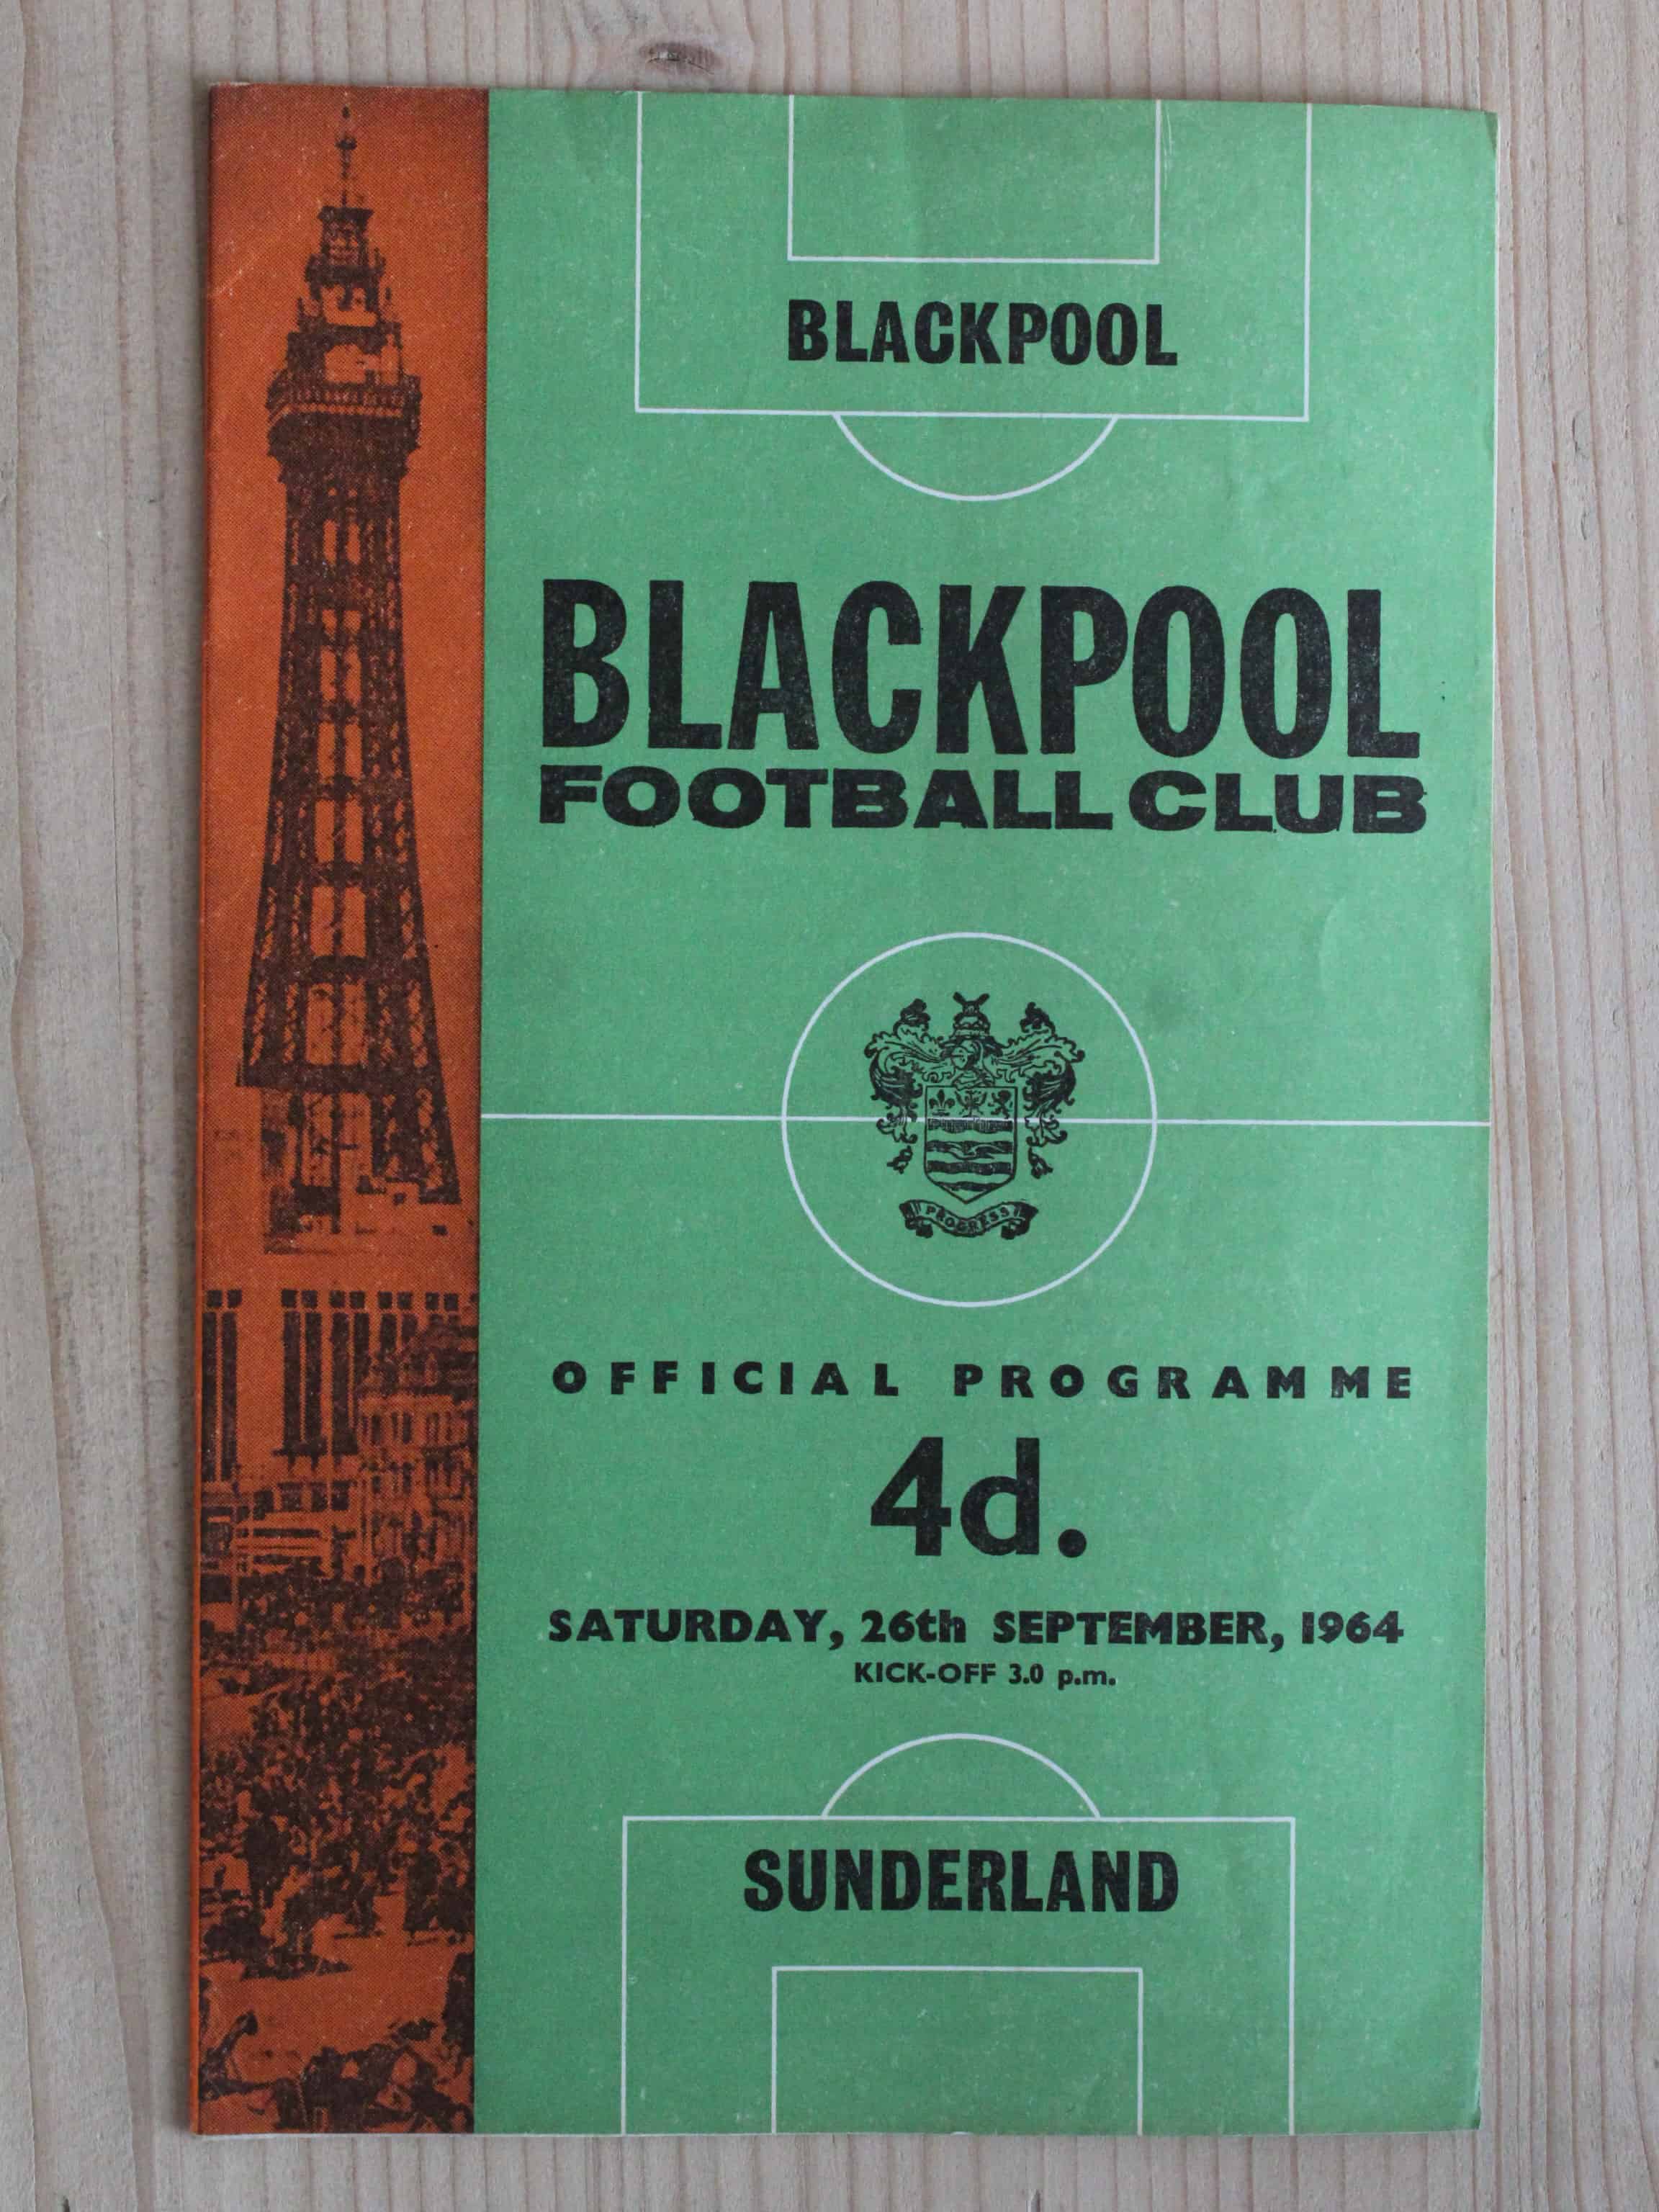 BLACKPOOL
BLACKPOOL
FOOTBALL CLUB
PROGRESS
OFFICIAL PROGRAMME
4d.
SATURDAY, 26th SEPTEMBER, 1964
KICK-OFF 3.0 p.m.
SUNDERLAND